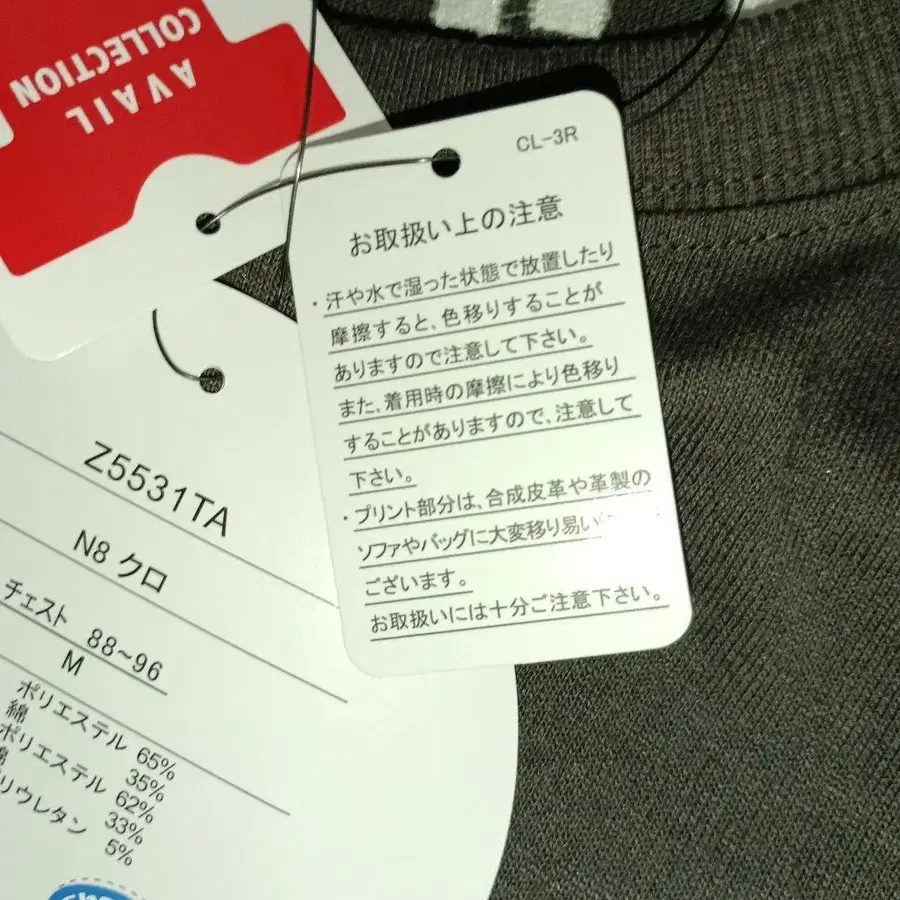 AVAIL
COLLECTION
CL-3R
お取扱い上の注意
・汗や水で湿った状態で放置したり
摩擦すると、色移りすることが
ありますので注意して下さい。
また、着用時の摩擦により色移り
することがありますので、注意して
下さい。
・プリント部分は、合成皮革や革製の
ソファやバッグに大変移り易い
ございます。
お取扱いには十分ご注意下さい。
Z5531TA
N8 クロ
チェスト 88~96
M
ポリエステル 65%
綿 35%
ポリエステル 62%
綿 33%
リウレタン 5%